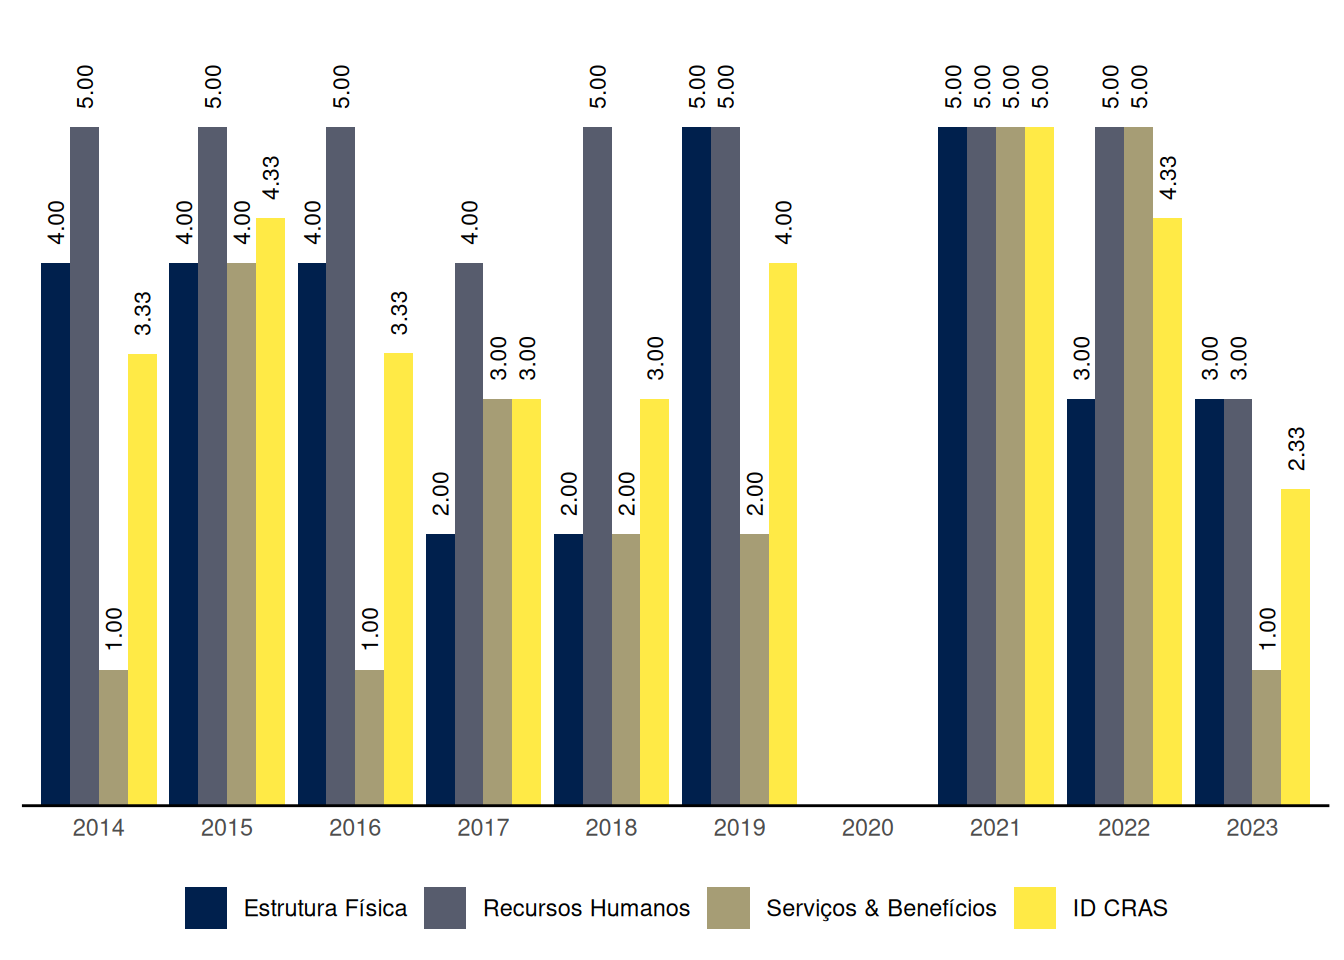 4.00 5.00 1.00 3.33
4.00 5.00 4.00 4.33
4.00 5.00 1.00 3.33
2.00 4.00 3.00 3.00
2.00 5.00 2.00 3.00
5.00 5.00 2.00 4.00
5.00 5.00 5.00 5.00
3.00 5.00 5.00 4.33
3.00 3.00 1.00 2.33
2014 2015 2016 2017 2018 2019 2020 2021 2022 2023
Estrutura Física Recursos Humanos Serviços & Benefícios ID CRAS